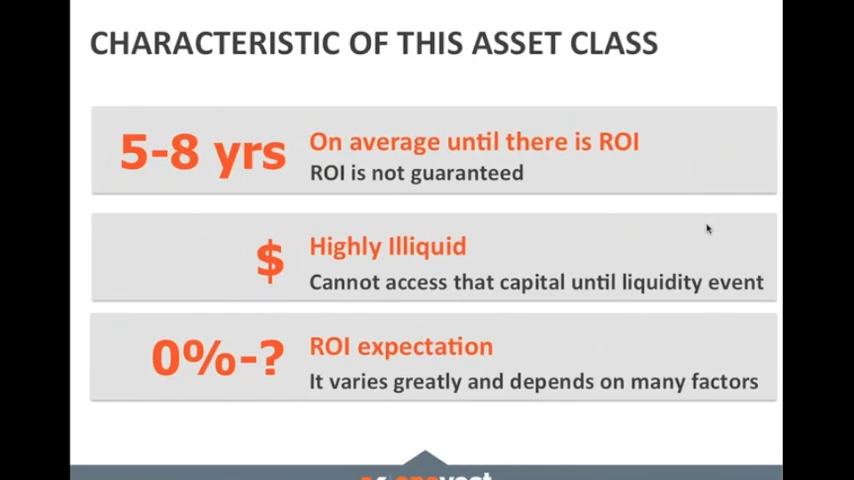 CHARACTERISTIC OF THIS ASSET CLASS
5-8 yrs
On average until there is ROI
ROI is not guaranteed
$
Highly Illiquid
Cannot access that capital until liquidity event
0%-?
ROI expectation
It varies greatly and depends on many factors